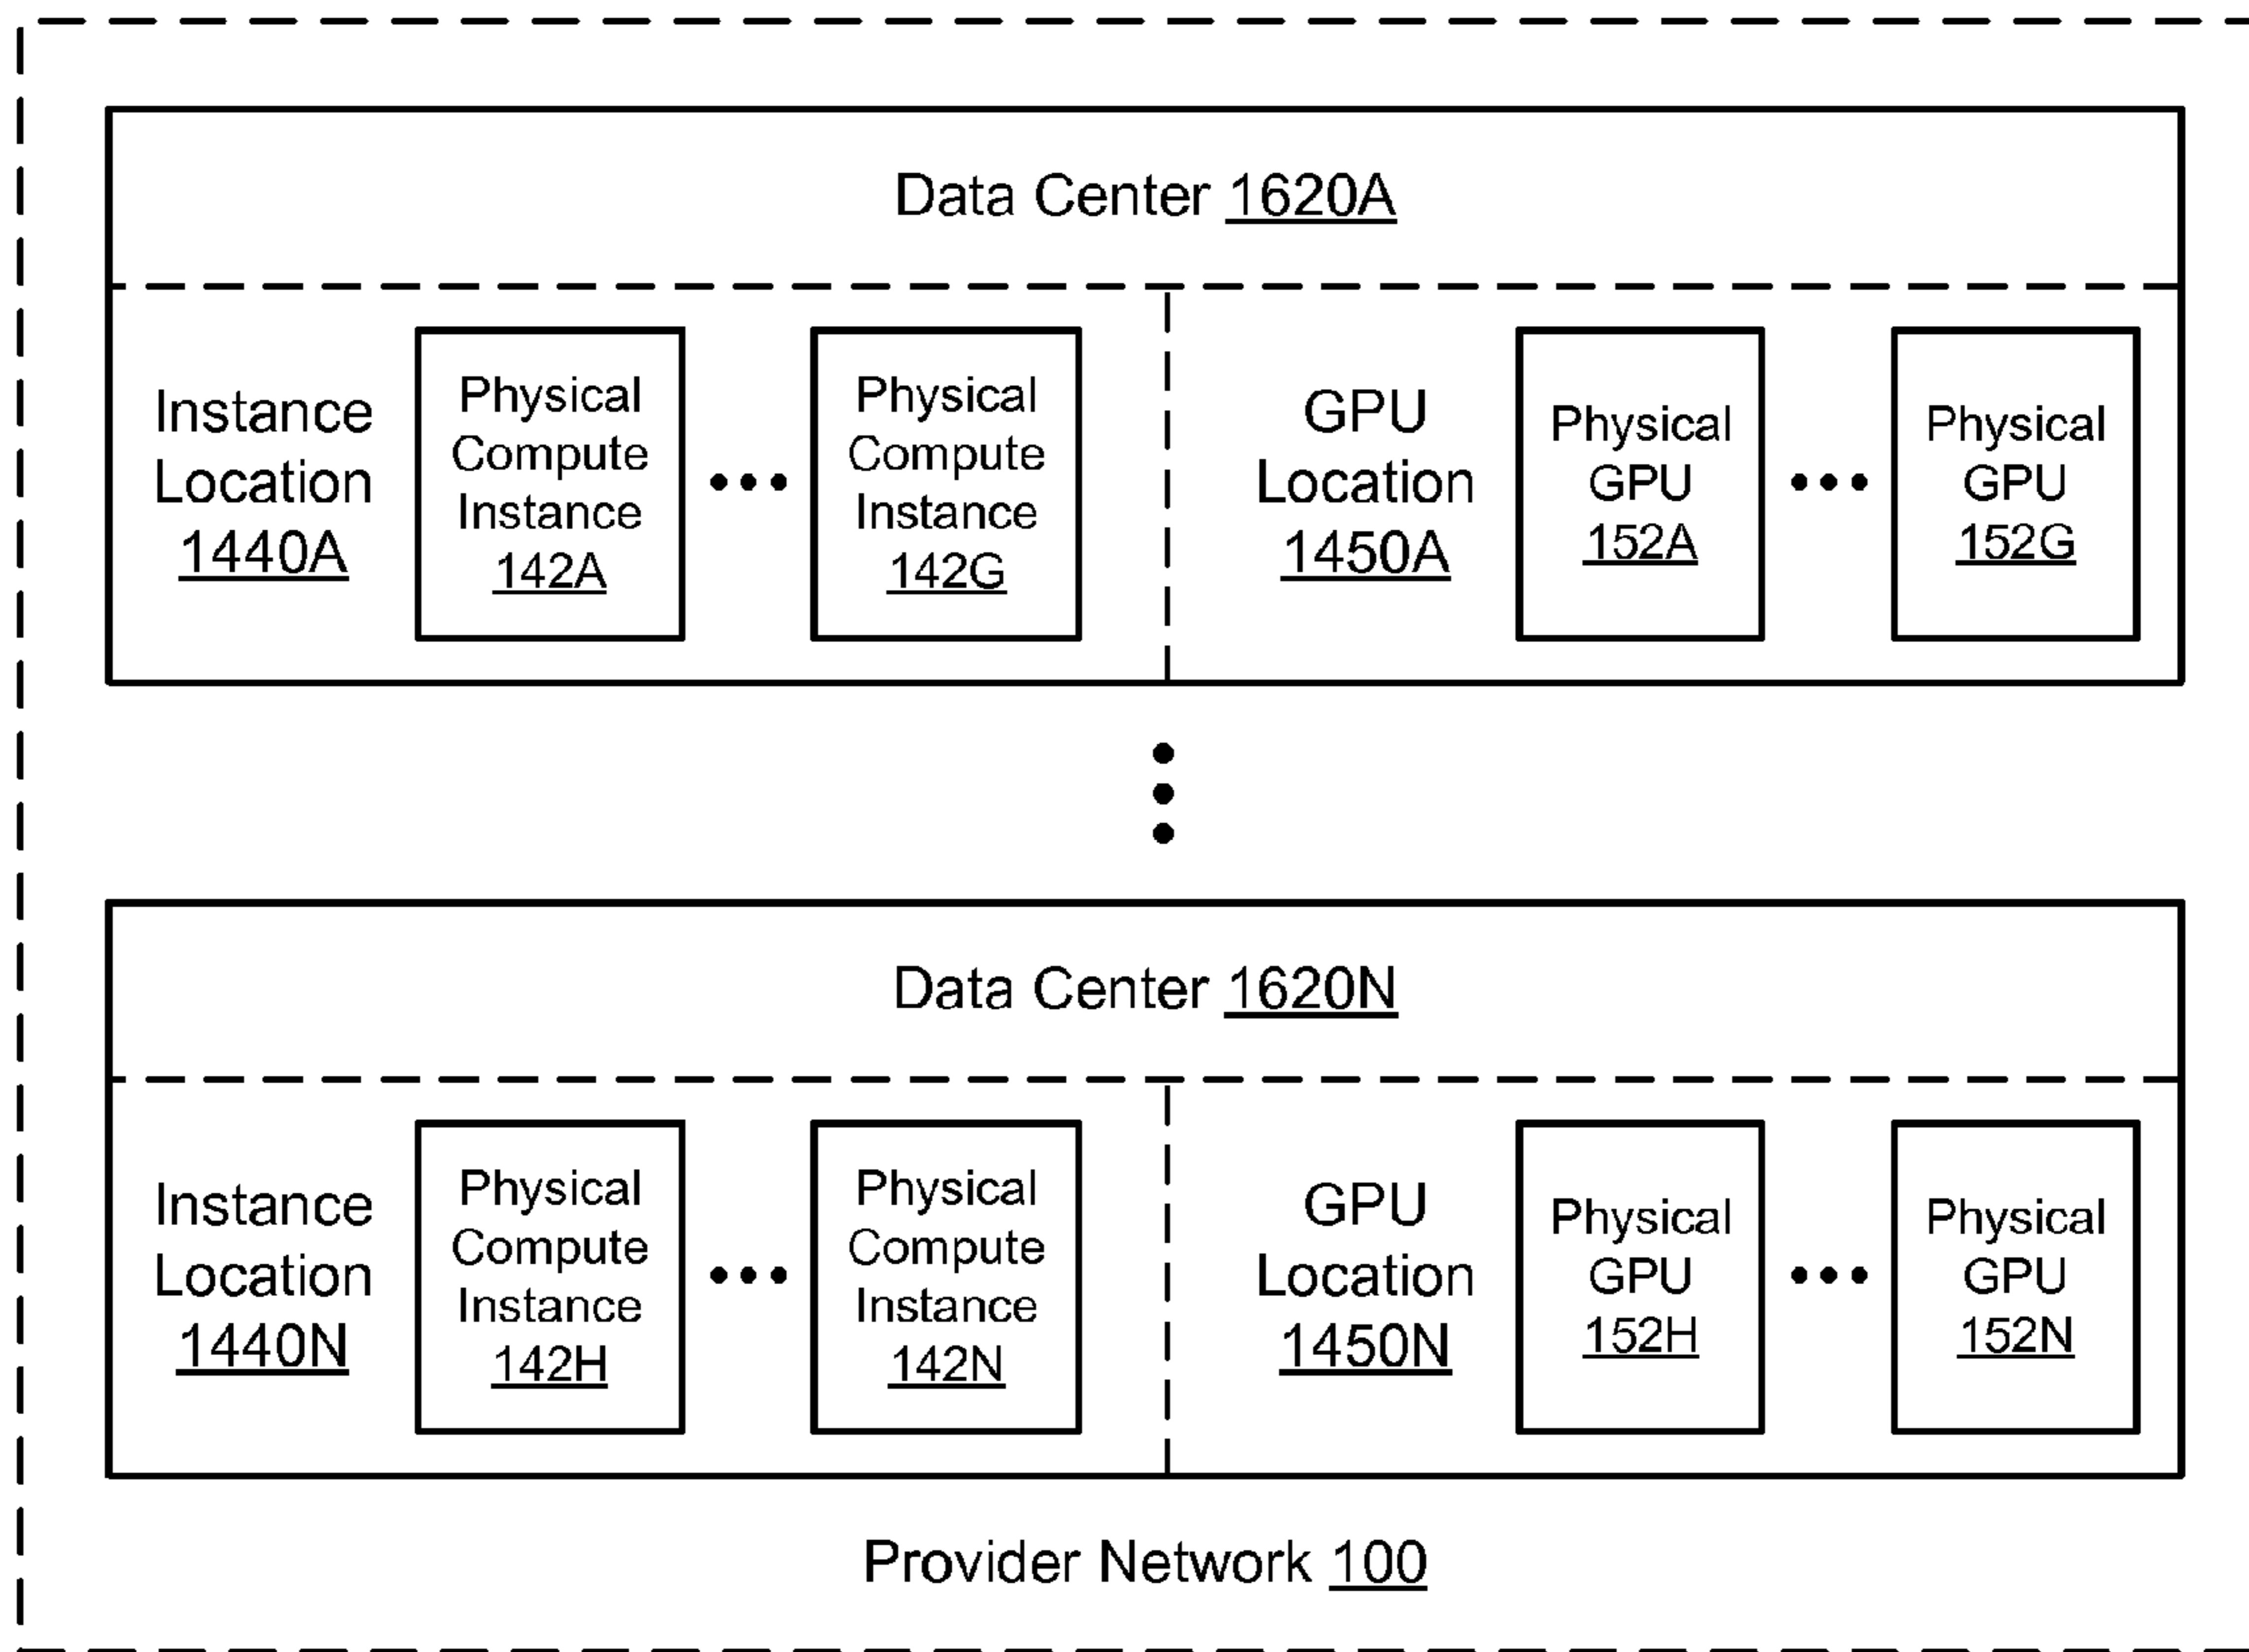 Data Center 1620A
Instance
Location
1440A
Physical
Compute
Instance
142A
Physical
Compute
Instance
142G
GPU
Location
1450A
Physical
GPU
152A
Physical
GPU
152G
Data Center 1620N
Instance
Location
1440N
Physical
Compute
Instance
142H
Physical
Compute
Instance
142N
GPU
Location
1450N
Physical
GPU
152H
Physical
GPU
152N
Provider Network 100